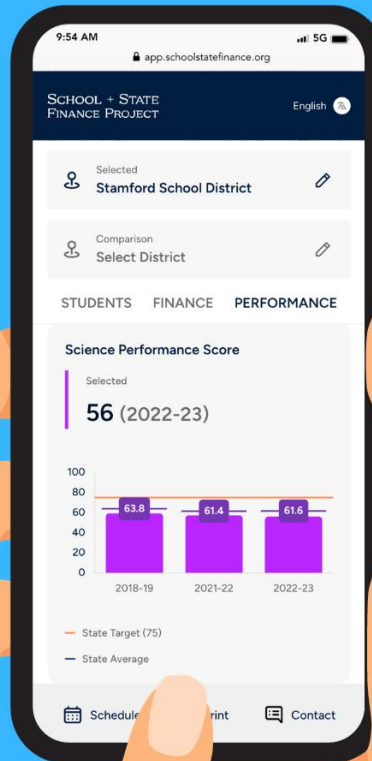 9:54 AM 5G
app.schoolstatefinance.org
SCHOOL + STATE
FINANCE PROJECT
English
Selected
Stamford School District
Comparison
Select District
STUDENTS FINANCE PERFORMANCE
Science Performance Score
Selected
56 (2022-23)
100
80
60
40
20
0
63.8 61.4 61.6
2018-19 2021-22 2022-23
State Target (75)
State Average
Schedule Contact